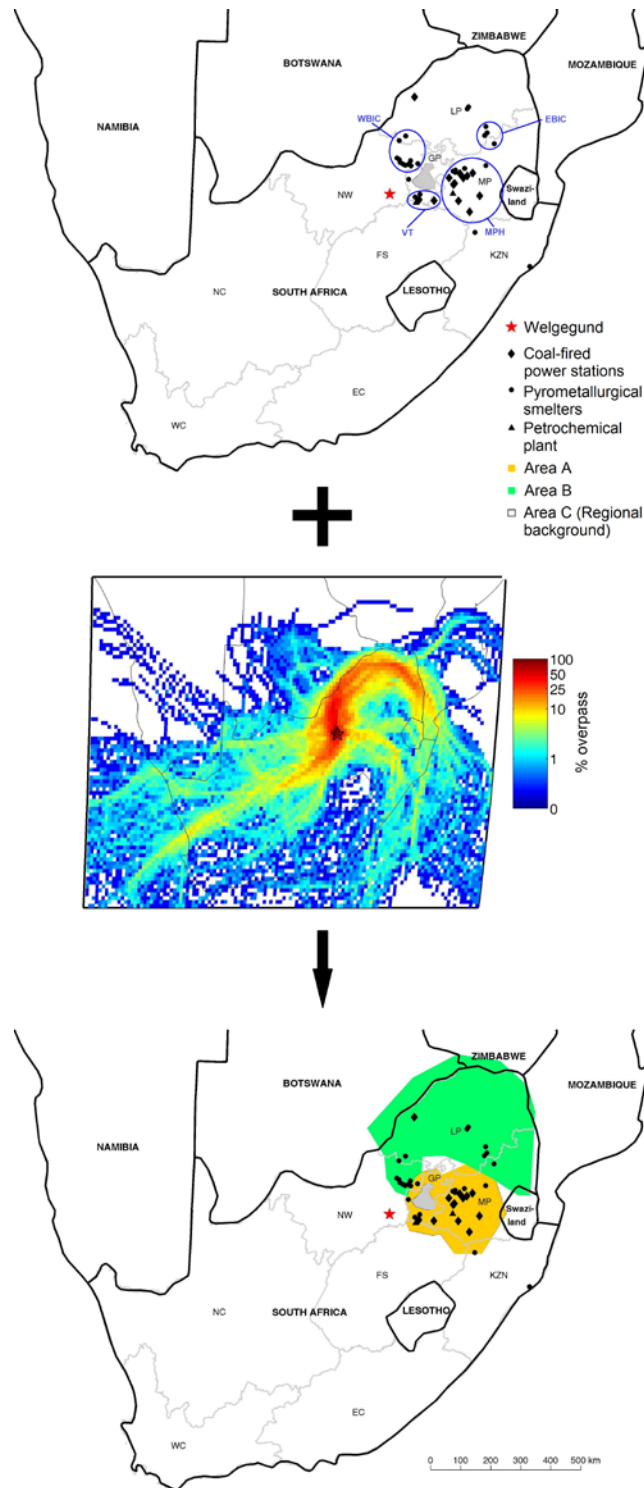 ZIMBABWE
BOTSWANA
MOZAMBIQUE
NAMIBIA
LP
WBIC
EBIC
GP
NW
MP
Swazi-
land
VT
MPH
FS
KZN
NC
SOUTH AFRICA
LESOTHO
EC
WC
Welgegund
Coal-fired
power stations
Pyrometallurgical
smelters
Petrochemical
plant
Area A
Area B
Area C (Regional
background)
+
100
50
25
10
1
0
% overpass
ZIMBABWE
BOTSWANA
MOZAMBIQUE
NAMIBIA
LP
GP
NW
MP
Swazi-
land
FS
KZN
NC
SOUTH AFRICA
LESOTHO
EC
WC
0 100 200 300 400 500 km